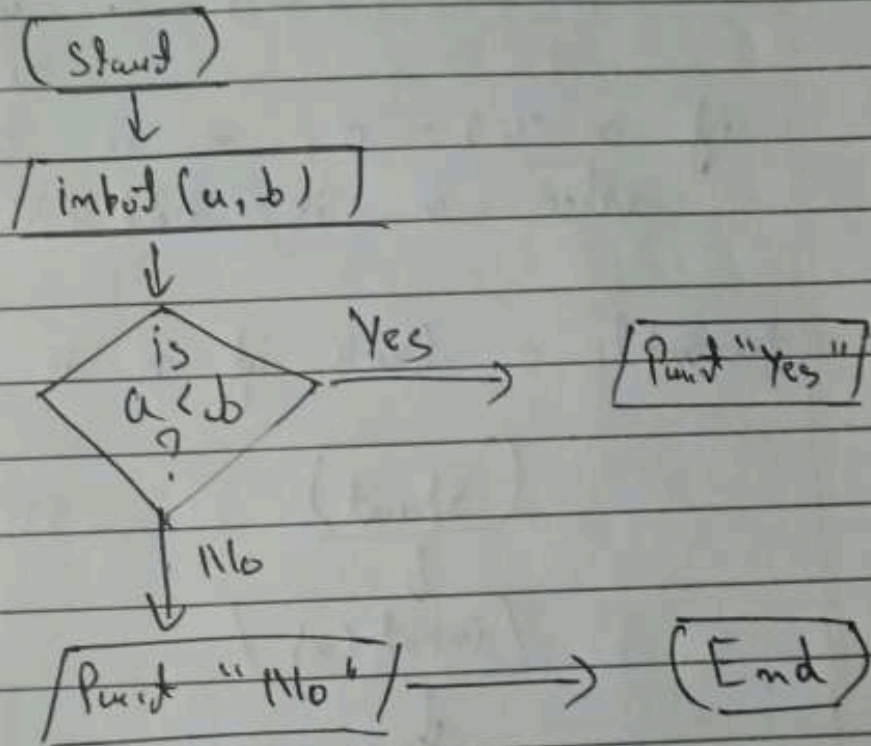 Start
input (a, b)
is
a < b
?
Yes
Print "Yes"
No
Print "No"
End